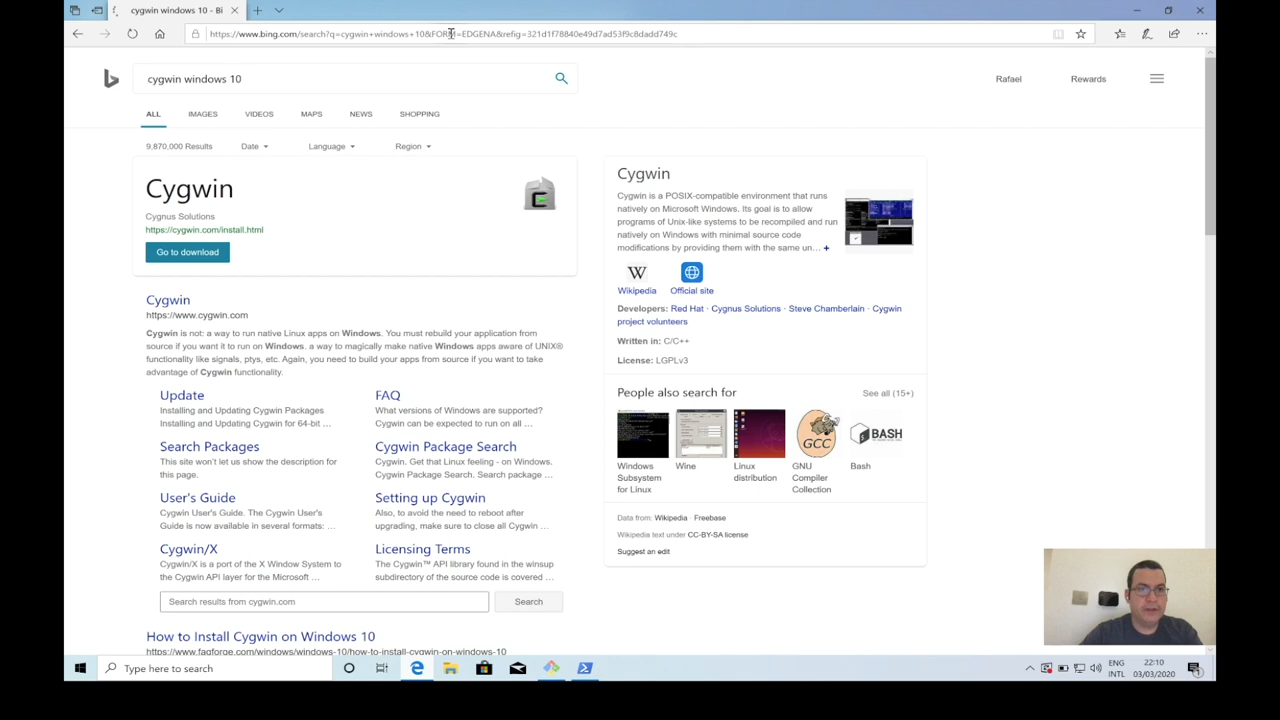 cygwin windows 10 - Bi
https://www.bing.com/search?q=cygwin+windows+10&FORM=EDGENA&refig=321d1f78840e49d7ad53f9c8dadd749c
cygwin windows 10
Rafael
Rewards
ALL
IMAGES
VIDEOS
MAPS
NEWS
SHOPPING
9,870,000 Results
Date
Language
Region
Cygwin
Cygnus Solutions
https://cygwin.com/install.html
Go to download
Cygwin
https://www.cygwin.com
Cygwin is not: a way to run native Linux apps on Windows. You must rebuild your application from
source if you want it to run on Windows. a way to magically make native Windows apps aware of UNIX®
functionality like signals, ptys, etc. Again, you need to build your apps from source if you want to take
advantage of Cygwin functionality.
Update
Installing and Updating Cygwin Packages
Installing and Updating Cygwin for 64-bit ...
FAQ
What versions of Windows are supported?
Cygwin can be expected to run on all ...
Search Packages
This site won't let us show the description for
this page.
Cygwin Package Search
Cygwin. Get that Linux feeling - on Windows.
Cygwin Package Search. Search package ...
User's Guide
Cygwin User's Guide. The Cygwin User's
Guide is now available in several formats: ...
Setting up Cygwin
Also, to avoid the need to reboot after
upgrading, make sure to close all Cygwin ...
Cygwin/X
Cygwin/X is a port of the X Window System to
the Cygwin API layer for the Microsoft ...
Licensing Terms
The Cygwin™ API library found in the winsup
subdirectory of the source code is covered ...
Search results from cygwin.com
Search
How to Install Cygwin on Windows 10
https://www.faqforge.com/windows/windows-10/how-to-install-cygwin-on-windows-10
Cygwin
Cygwin is a POSIX-compatible environment that runs
natively on Microsoft Windows. Its goal is to allow
programs of Unix-like systems to be recompiled and run
natively on Windows with minimal source code
modifications by providing them with the same un... +
W
Wikipedia
Official site
Developers: Red Hat · Cygnus Solutions · Steve Chamberlain · Cygwin
project volunteers
Written in: C/C++
License: LGPLv3
People also search for
See all (15+)
GCC
BASH
Windows
Subsystem
for Linux
Wine
Linux
distribution
GNU
Compiler
Collection
Bash
Data from: Wikipedia · Freebase
Wikipedia text under CC-BY-SA license
Suggest an edit
Type here to search
ENG
INTL
22:10
03/03/2020